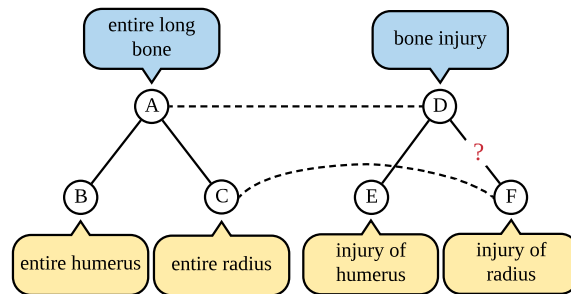 entire long
bone
bone injury
A
D
?
B
C
E
F
entire humerus
entire radius
injury of
humerus
injury of
radius